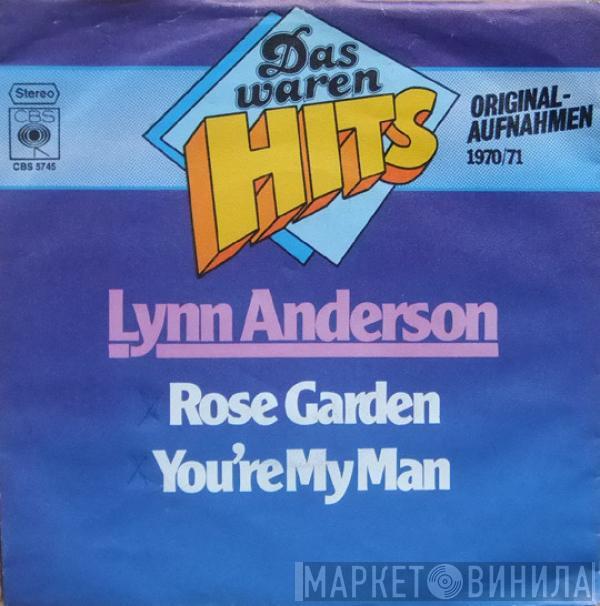 Das
waren
HITS
Stereo
CBS
CBS 5745
ORIGINAL-
AUFNAHMEN
1970/71
Lynn Anderson
Rose Garden
You're My Man
МАРКЕТ ВИНИЛА